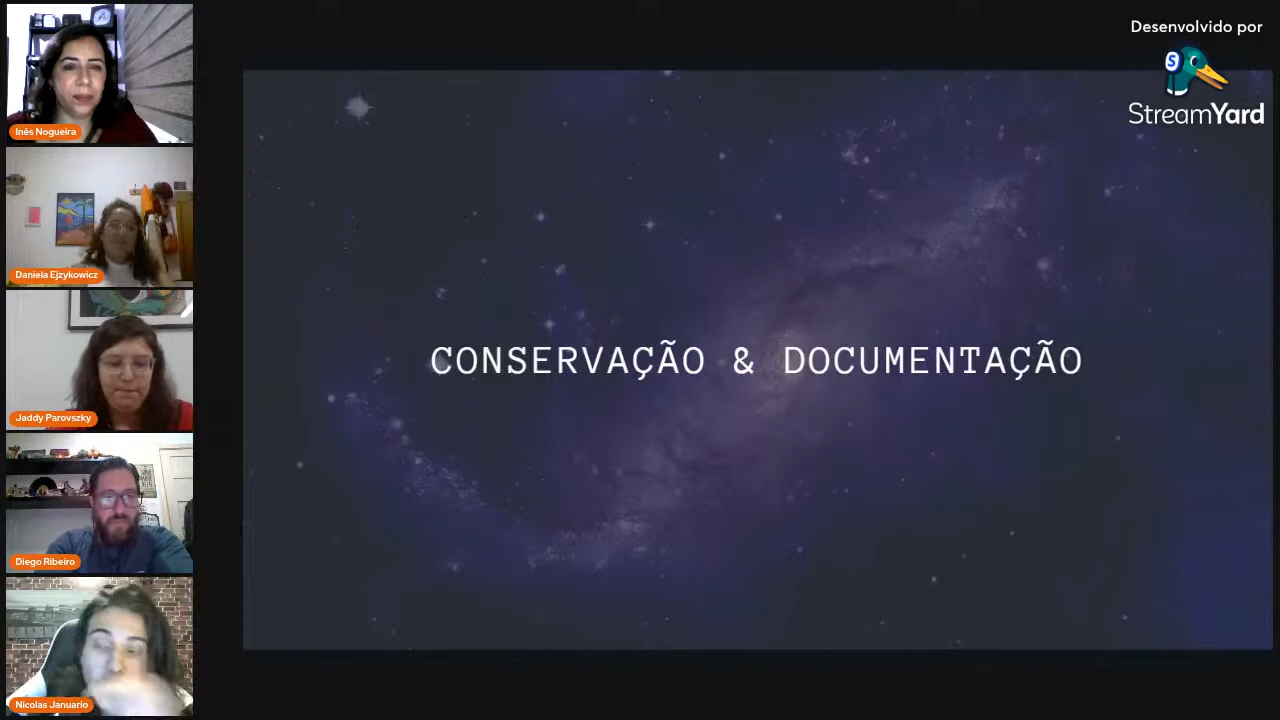 Inês Nogueira
Daniela Ejzykowicz
Jaddy Parovszky
Diego Ribeiro
Nicolas Januario
Desenvolvido por
S
StreamYard
CONSERVAÇÃO & DOCUMENTAÇÃO